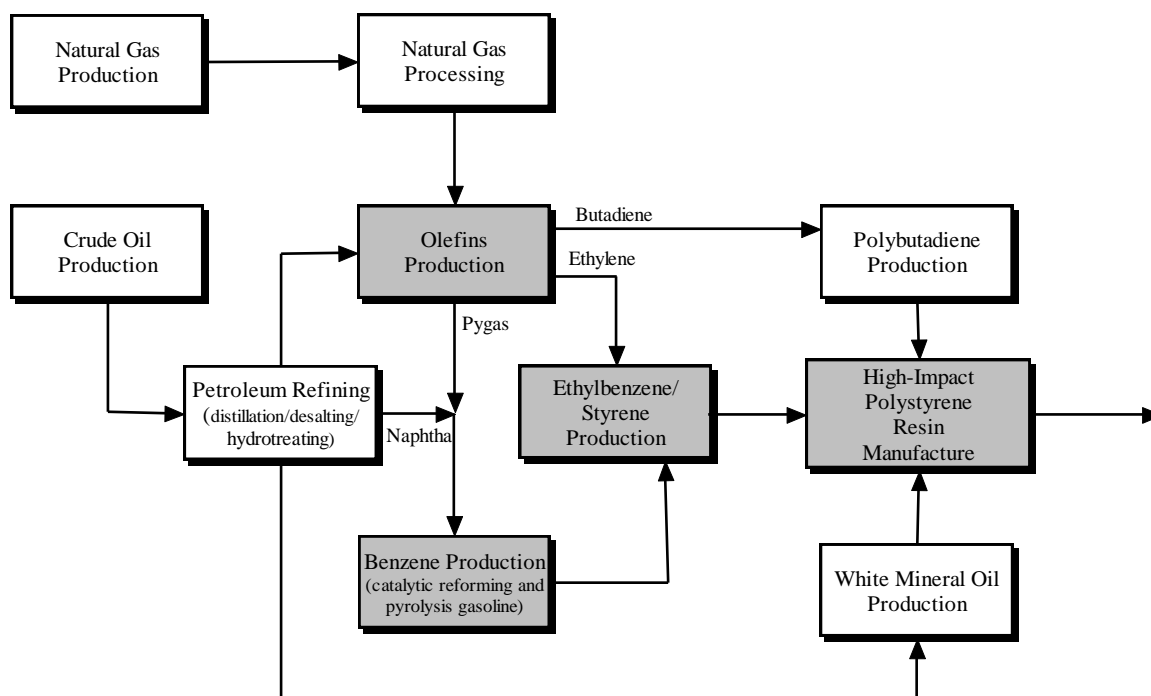 Natural Gas
Production
Natural Gas
Processing
Crude Oil
Production
Olefins
Production
Butadiene
Ethylene
Pygas
Polybutadiene
Production
Petroleum Refining
(distillation/desalting/
hydrotreating)
Naphtha
Ethylbenzene/
Styrene
Production
High-Impact
Polystyrene
Resin
Manufacture
Benzene Production
(catalytic reforming and
pyrolysis gasoline)
White Mineral Oil
Production